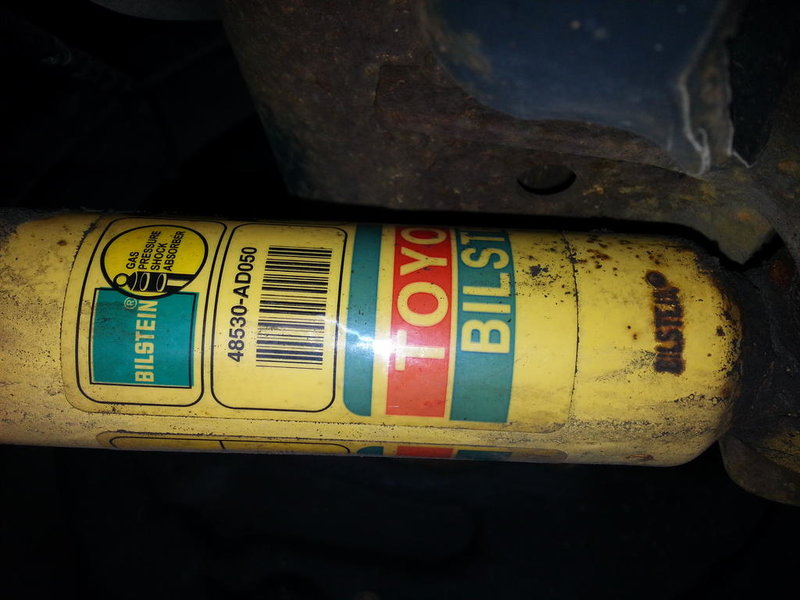 GAS
PRESSURE
SHOCK
ABSORBER
BILSTEIN®
48530-AD050
TOYO
BILST
BILSTEIN